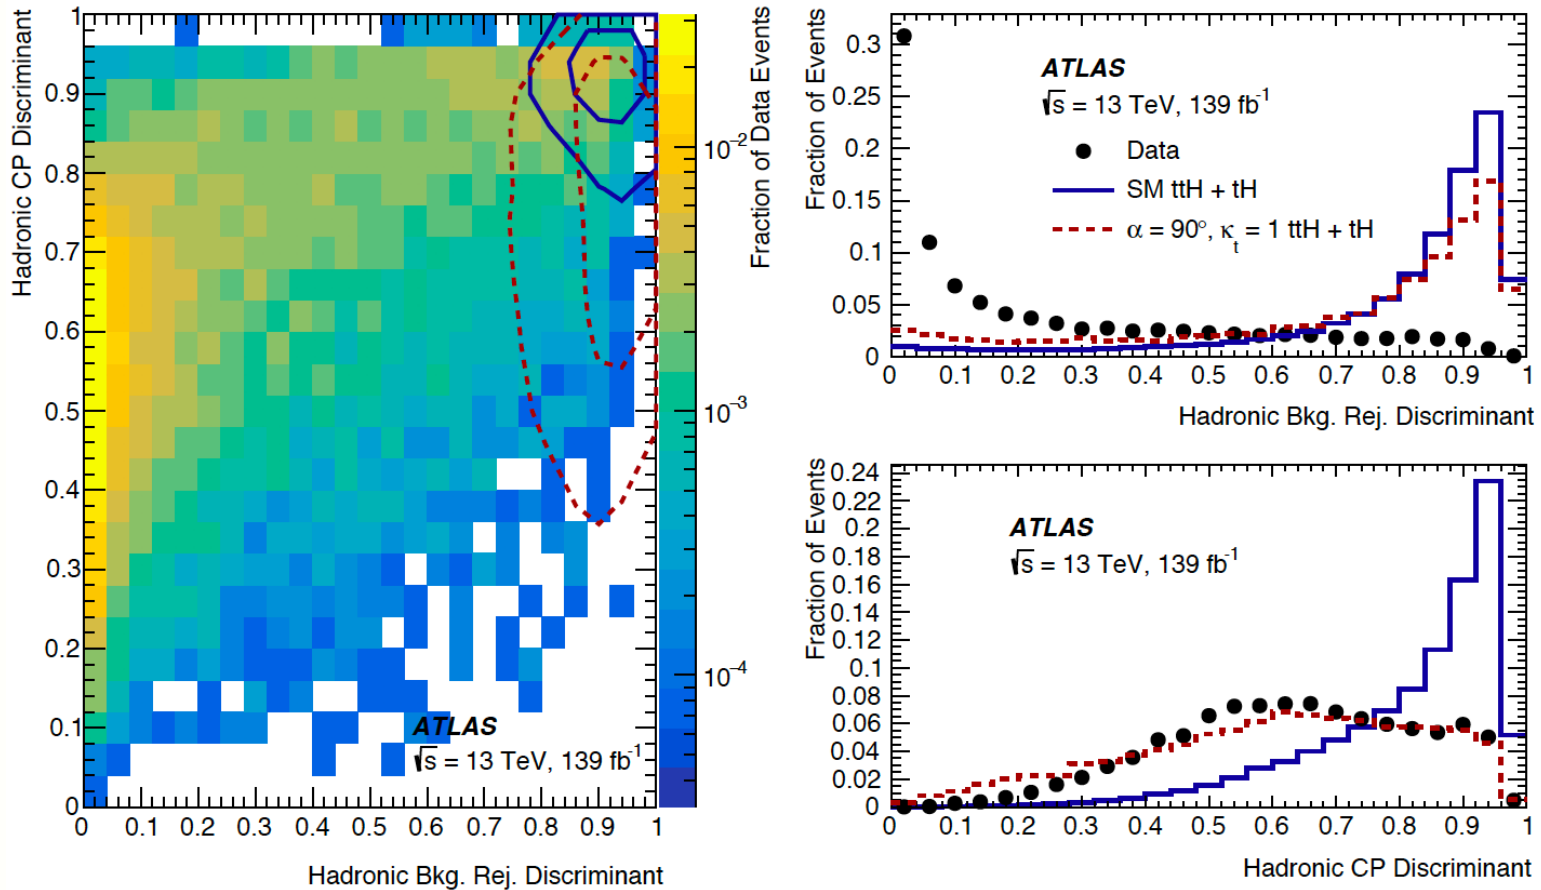 Hadronic CP Discriminant
1
0.9
0.8
0.7
0.6
0.5
0.4
0.3
0.2
0.1
0
0 0.1 0.2 0.3 0.4 0.5 0.6 0.7 0.8 0.9 1
Hadronic Bkg. Rej. Discriminant
ATLAS
√s = 13 TeV, 139 fb⁻¹
Fraction of Data Events
10⁻²
10⁻³
10⁻⁴
Fraction of Events
0.3
0.25
0.2
0.15
0.1
0.05
0
ATLAS
√s = 13 TeV, 139 fb⁻¹
Data
SM ttH + tH
α = 90°, κₜ = 1 ttH + tH
0 0.1 0.2 0.3 0.4 0.5 0.6 0.7 0.8 0.9 1
Hadronic Bkg. Rej. Discriminant
Fraction of Events
0.24
0.22
0.2
0.18
0.16
0.14
0.12
0.1
0.08
0.06
0.04
0.02
0
ATLAS
√s = 13 TeV, 139 fb⁻¹
0 0.1 0.2 0.3 0.4 0.5 0.6 0.7 0.8 0.9 1
Hadronic CP Discriminant